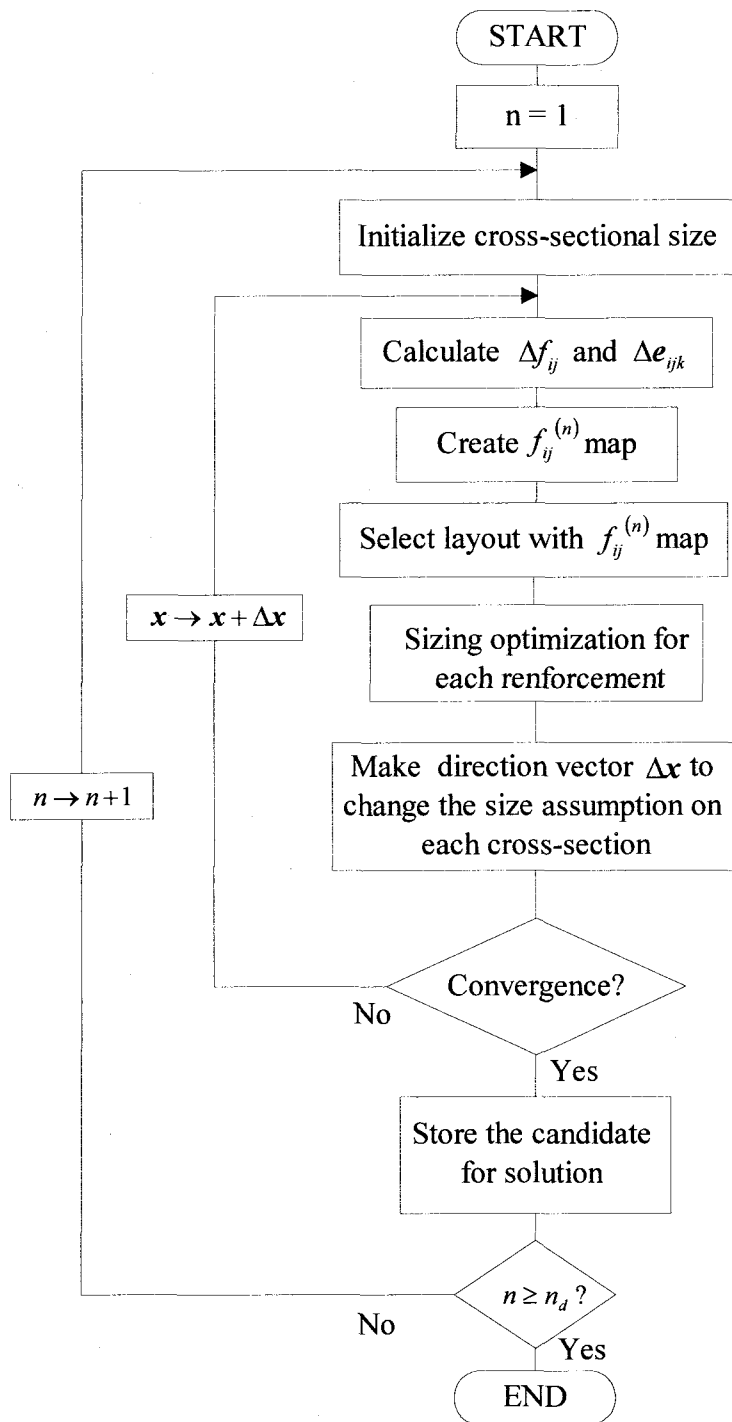 START
n = 1
Initialize cross-sectional size
Calculate Δf_ij and Δe_ijk
Create f_ij^(n) map
Select layout with f_ij^(n) map
x → x + Δx
Sizing optimization for
each renforcement
Make direction vector Δx to
change the size assumption on
each cross-section
n → n+1
Convergence?
No
Yes
Store the candidate
for solution
n ≥ n_d ?
No
Yes
END